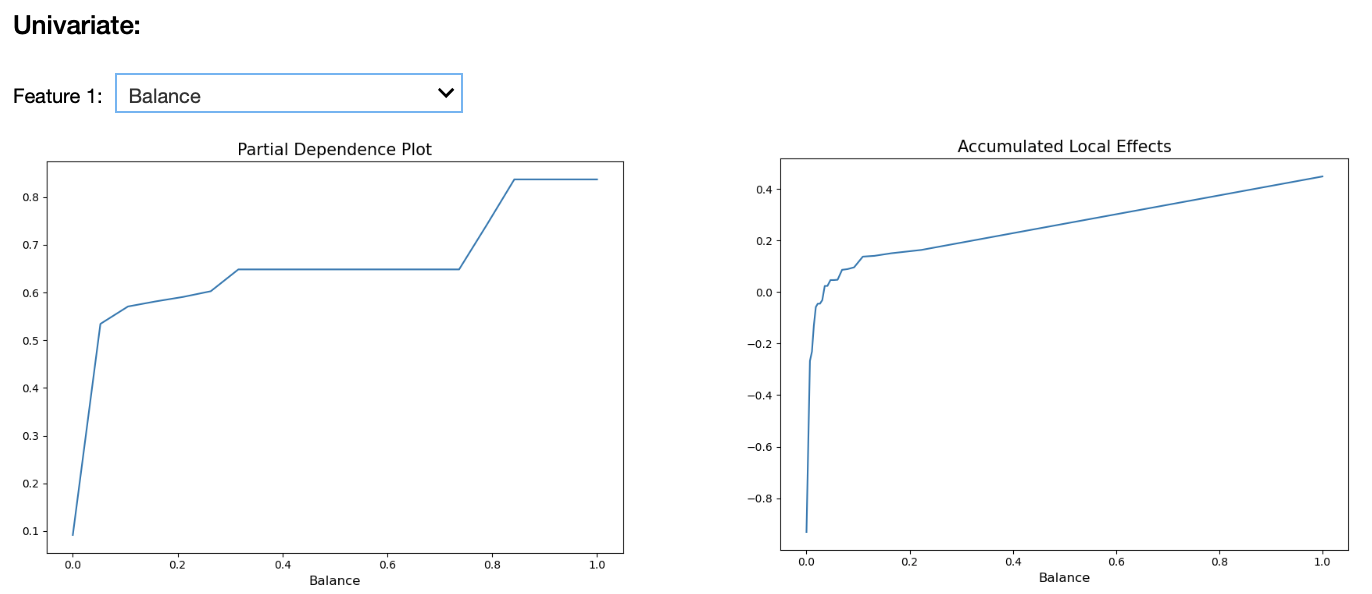 Univariate:
Feature 1: Balance
Partial Dependence Plot
0.8
0.7
0.6
0.5
0.4
0.3
0.2
0.1
0.0 0.2 0.4 0.6 0.8 1.0
Balance
Accumulated Local Effects
0.4
0.2
0.0
−0.2
−0.4
−0.6
−0.8
0.0 0.2 0.4 0.6 0.8 1.0
Balance